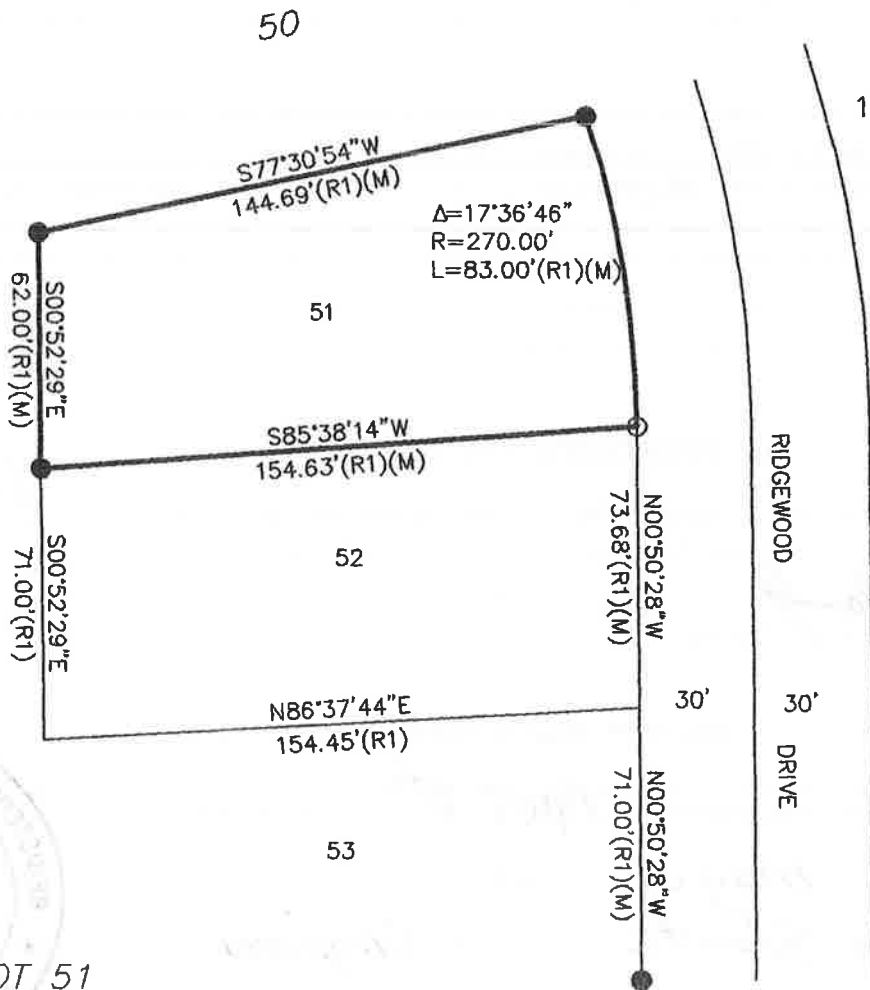 50
1
S77°30'54"W
144.69'(R1)(M)
Δ=17°36'46"
R=270.00'
L=83.00'(R1)(M)
S00°52'29"E
62.00'(R1)(M)
51
S85°38'14"W
154.63'(R1)(M)
RIDGEWOOD
N00°50'28"W
73.68'(R1)(M)
S00°52'29"E
71.00'(R1)
52
N86°37'44"E
154.45'(R1)
30'
30'
DRIVE
N00°50'28"W
71.00'(R1)(M)
53
OT 51